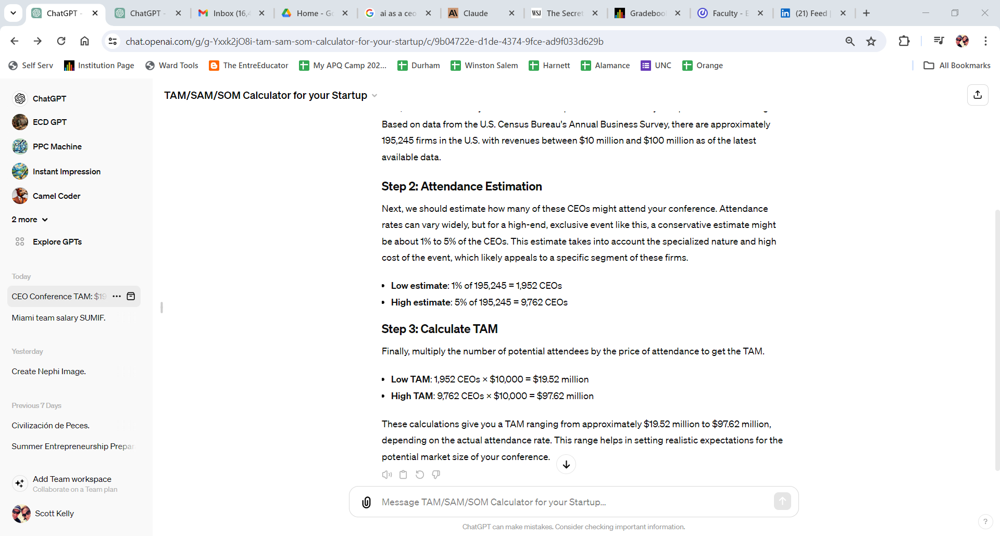 ChatGPT -
ChatGPT -
Inbox (16,4
Home - Go
ai as a ceo
Claude
WSJ
The Secret
Gradeboo
Faculty - E
(21) Feed
chat.openai.com/g/g-Yxxk2jO8i-tam-sam-som-calculator-for-your-startup/c/9b04722e-d1de-4374-9fce-ad9f033d629b
Self Serv
Institution Page
Ward Tools
The EntreEducator
My APQ Camp 202...
Durham
Winston Salem
Harnett
Alamance
UNC
Orange
All Bookmarks
ChatGPT
ECD GPT
PPC Machine
Instant Impression
Camel Coder
2 more
Explore GPTs
Today
CEO Conference TAM: $19
Miami team salary SUMIF.
Yesterday
Create Nephi Image.
Previous 7 Days
Civilización de Peces.
Summer Entrepreneurship Prepar
Add Team workspace
Collaborate on a Team plan
Scott Kelly
TAM/SAM/SOM Calculator for your Startup
Based on data from the U.S. Census Bureau's Annual Business Survey, there are approximately
195,245 firms in the U.S. with revenues between $10 million and $100 million as of the latest
available data.
Step 2: Attendance Estimation
Next, we should estimate how many of these CEOs might attend your conference. Attendance
rates can vary widely, but for a high-end, exclusive event like this, a conservative estimate might
be about 1% to 5% of the CEOs. This estimate takes into account the specialized nature and high
cost of the event, which likely appeals to a specific segment of these firms.
• Low estimate: 1% of 195,245 = 1,952 CEOs
• High estimate: 5% of 195,245 = 9,762 CEOs
Step 3: Calculate TAM
Finally, multiply the number of potential attendees by the price of attendance to get the TAM.
• Low TAM: 1,952 CEOs × $10,000 = $19.52 million
• High TAM: 9,762 CEOs × $10,000 = $97.62 million
These calculations give you a TAM ranging from approximately $19.52 million to $97.62 million,
depending on the actual attendance rate. This range helps in setting realistic expectations for the
potential market size of your conference.
Message TAM/SAM/SOM Calculator for your Startup...
ChatGPT can make mistakes. Consider checking important information.
?